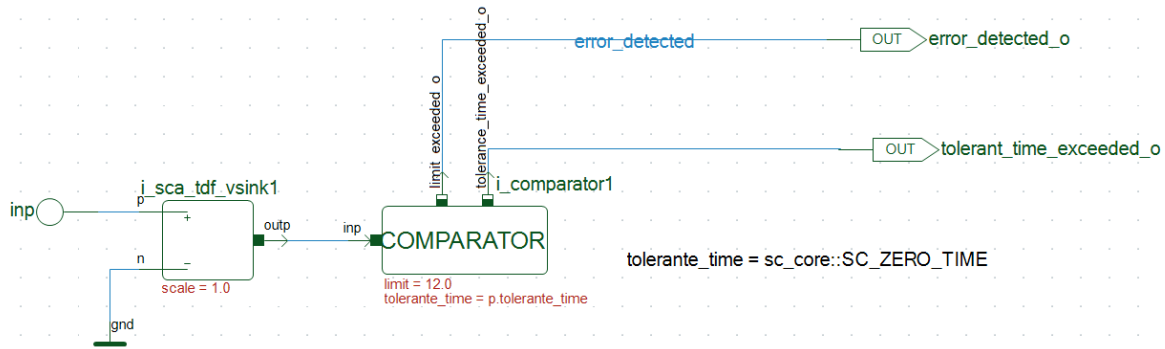 error_detected
OUT
error_detected_o
limit_exceeded_o
tolerance_time_exceeded_o
OUT
tolerant_time_exceeded_o
i_sca_tdf_vsink1
i_comparator1
inp
p
+
outp
inp
COMPARATOR
n
−
tolerante_time = sc_core::SC_ZERO_TIME
scale = 1.0
limit = 12.0
tolerante_time = p.tolerante_time
gnd